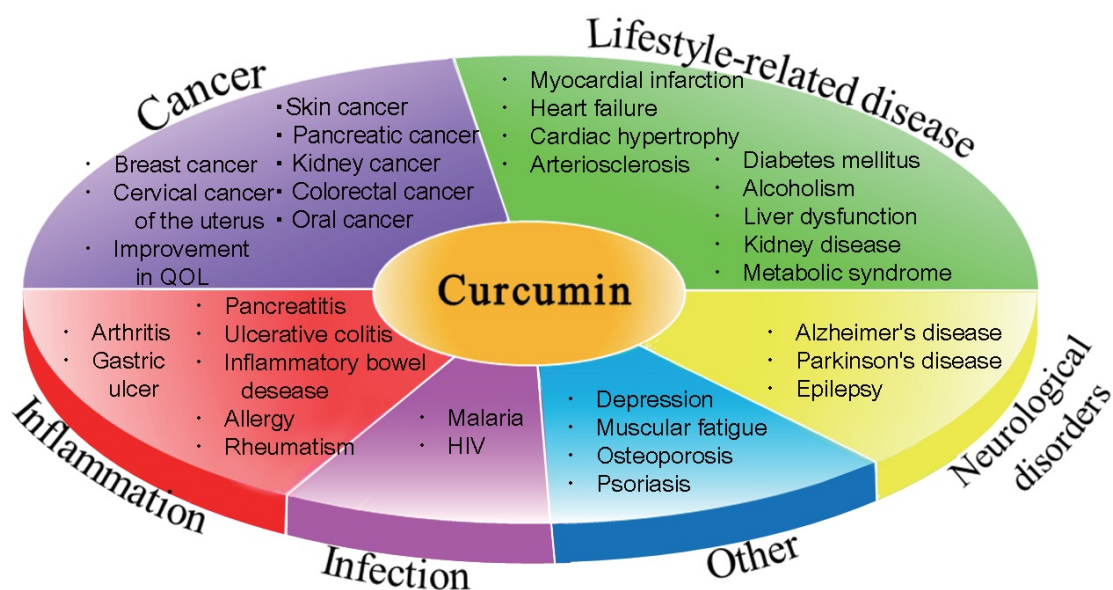 Cancer
・Skin cancer
・Pancreatic cancer
・Kidney cancer
・Colorectal cancer
・Oral cancer
・Breast cancer
・Cervical cancer
of the uterus
・Improvement
in QOL
Lifestyle-related disease
・Myocardial infarction
・Heart failure
・Cardiac hypertrophy
・Arteriosclerosis
・Diabetes mellitus
・Alcoholism
・Liver dysfunction
・Kidney disease
・Metabolic syndrome
Curcumin
・Arthritis
・Gastric
ulcer
・Pancreatitis
・Ulcerative colitis
・Inflammatory bowel
desease
・Allergy
・Rheumatism
Inflammation
・Malaria
・HIV
Infection
・Depression
・Muscular fatigue
・Osteoporosis
・Psoriasis
Other
・Alzheimer's disease
・Parkinson's disease
・Epilepsy
Neurological
disorders